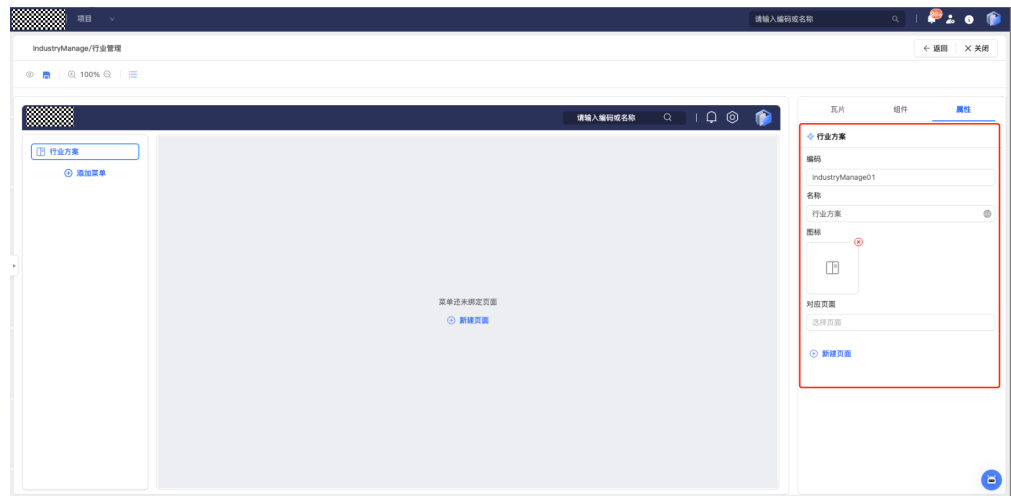 项目
请输入编码或名称
99+
IndustryManage/行业管理
返回
关闭
100%
请输入编码或名称
行业方案
添加菜单
菜单还未绑定页面
新建页面
瓦片
组件
属性
行业方案
编码
IndustryManage01
名称
行业方案
图标
对应页面
选择页面
新建页面